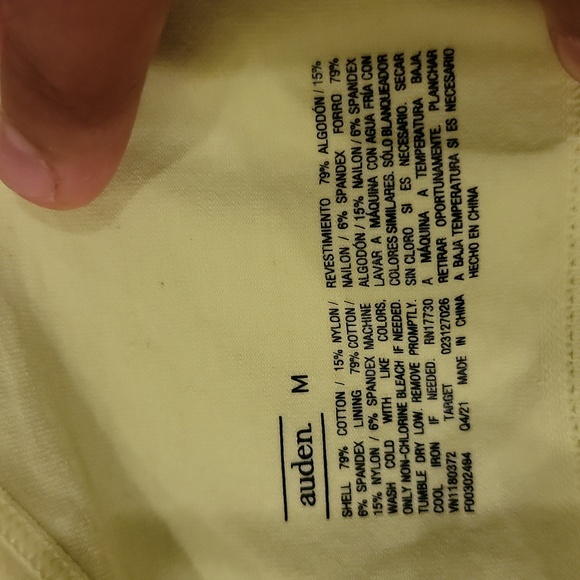 auden. M
SHELL 79% COTTON / 15% NYLON /
6% SPANDEX LINING 79% COTTON /
15% NYLON / 6% SPANDEX MACHINE
WASH COLD WITH LIKE COLORS,
ONLY NON-CHLORINE BLEACH IF NEEDED.
TUMBLE DRY LOW. REMOVE PROMPTLY.
COOL IRON IF NEEDED. RN17730
VN1180372 TARGET 023127026
F00302484 Q4/21 MADE IN CHINA
REVESTIMIENTO 79% ALGODÓN / 15%
NAILON / 6% SPANDEX FORRO 79%
ALGODÓN / 15% NAILON / 6% SPANDEX
LAVAR A MÁQUINA CON AGUA FRÍA CON
COLORES SIMILARES. SÓLO BLANQUEADOR
SIN CLORO SI ES NECESARIO. SECAR
A MÁQUINA A TEMPERATURA BAJA.
RETIRAR OPORTUNAMENTE. PLANCHAR
A BAJA TEMPERATURA SI ES NECESARIO
HECHO EN CHINA